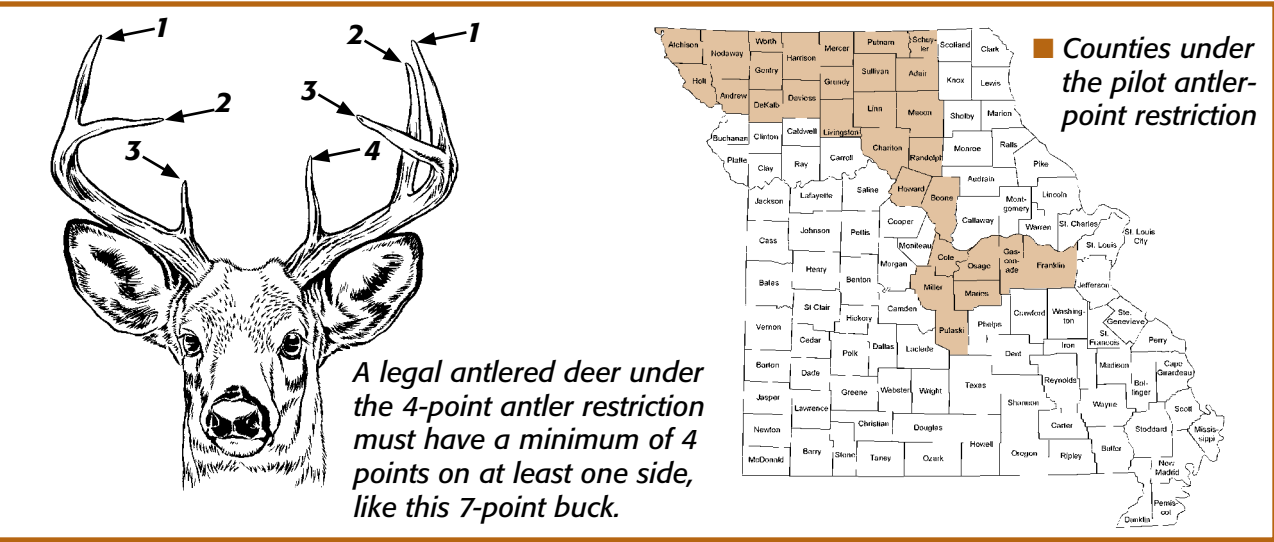 1
2
3
2
1
3
4
A legal antlered deer under
the 4-point antler restriction
must have a minimum of 4
points on at least one side,
like this 7-point buck.
Counties under
the pilot antler-
point restriction
Atchison
Nodaway
Worth
Harrison
Mercer
Putnam
Schuy-
ler
Scotland
Clark
Holt
Gentry
Grundy
Sullivan
Adair
Knox
Lewis
Andrew
DeKalb
Daviess
Livingston
Linn
Macon
Shelby
Marion
Buchanan
Clinton
Caldwell
Carroll
Chariton
Randolph
Monroe
Ralls
Pike
Platte
Clay
Ray
Saline
Howard
Boone
Audrain
Mont-
gomery
Lincoln
Jackson
Lafayette
Cooper
Callaway
Warren
St. Charles
St. Louis
St. Louis
City
Cass
Johnson
Pettis
Moniteau
Cole
Osage
Gas-
con-
ade
Franklin
Jefferson
Bates
Henry
Benton
Morgan
Miller
Maries
Crawford
Washing-
ton
Ste.
Genevieve
St.
Francois
Perry
Vernon
St Clair
Hickory
Camden
Pulaski
Phelps
Iron
Cedar
Polk
Dallas
Laclede
Dent
Reynolds
Madison
Bol-
linger
Cape
Girardeau
Barton
Dade
Greene
Webster
Wright
Texas
Shannon
Wayne
Scott
Jasper
Lawrence
Christian
Douglas
Carter
Stoddard
Missis-
sippi
Newton
McDonald
Barry
Stone
Taney
Ozark
Howell
Oregon
Ripley
Butler
New
Madrid
Pemis-
cot
Dunklin